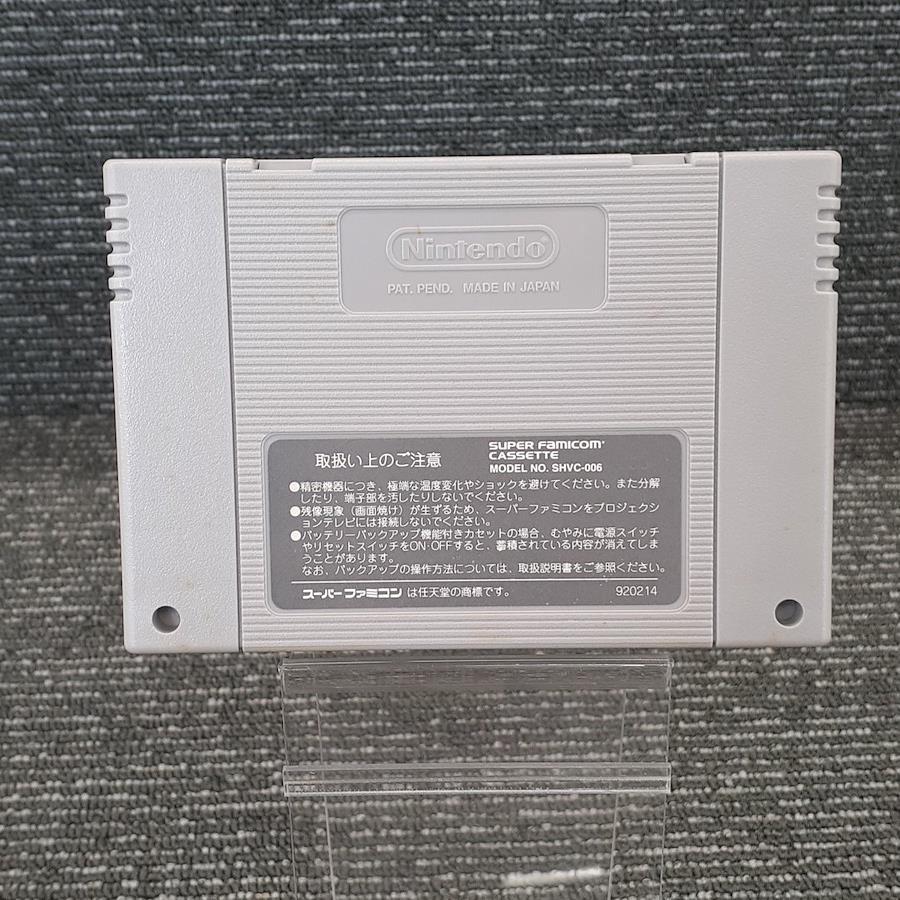 Nintendo®
PAT. PEND. MADE IN JAPAN
取扱い上のご注意
SUPER FAMICOM®
CASSETTE
MODEL NO. SHVC-006
●精密機器につき、極端な温度変化やショックを避けてください。また分解
したり、端子部を汚したりしないでください。
●残像現象（画面焼け）が生ずるため、スーパーファミコンをプロジェクシ
ョンテレビには接続しないでください。
●バッテリーバックアップ機能付きカセットの場合、むやみに電源スイッチ
やリセットスイッチをON·OFFすると、蓄積されている内容が消えてしま
うことがあります。
なお、バックアップの操作方法については、取扱説明書をご参照ください。
スーパーファミコン は任天堂の商標です。
920214